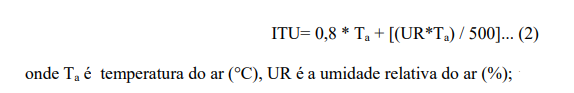 ITU= 0,8 * Ta + [(UR*Ta) / 500]... (2)
onde Ta é temperatura do ar (°C), UR é a umidade relativa do ar (%);